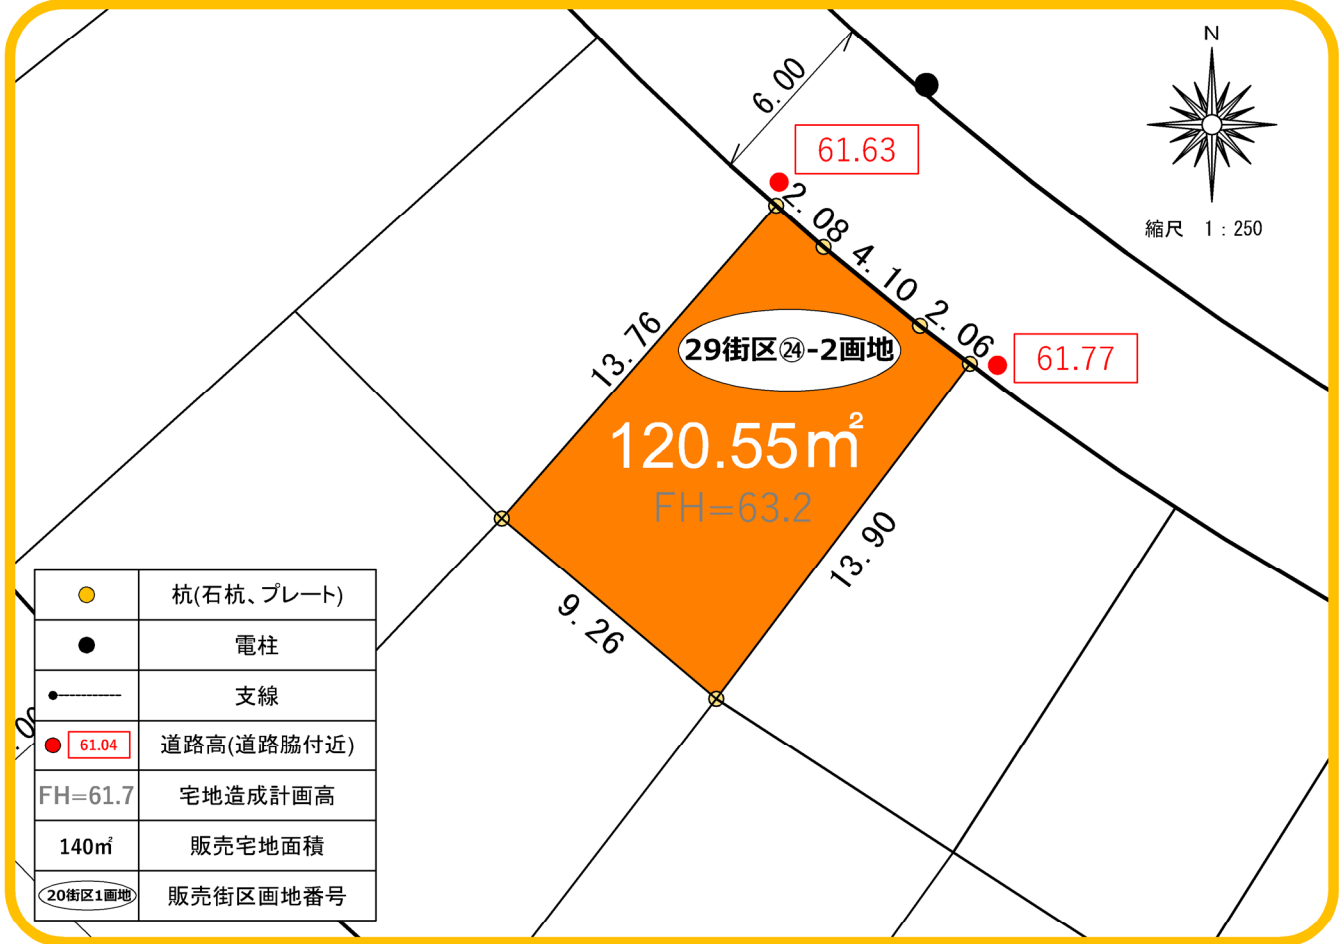 N
縮尺 1:250
6.00
61.63
2.08
4.10
2.06
61.77
13.76
29街区㉔-2画地
120.55㎡
FH=63.2
13.90
9.26
杭(石杭、プレート)
電柱
支線
61.04 道路高(道路脇付近)
FH=61.7 宅地造成計画高
140㎡ 販売宅地面積
20街区1画地 販売街区画地番号